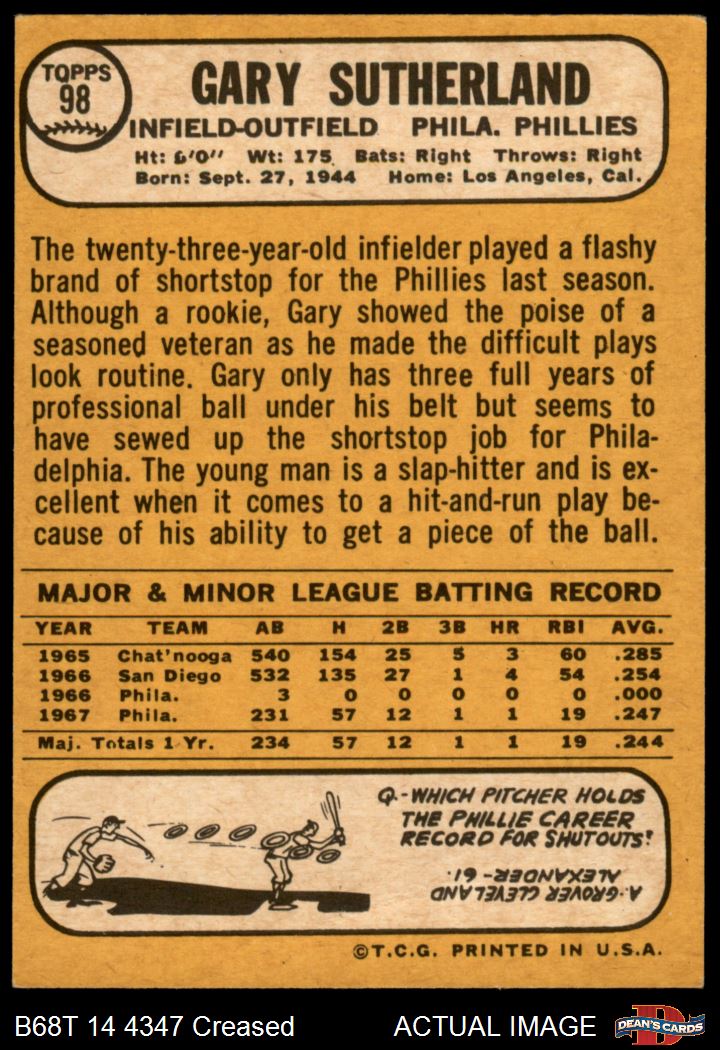 TOPPS
98
GARY SUTHERLAND
INFIELD-OUTFIELD PHILA. PHILLIES
Ht: 6'0" Wt: 175 Bats: Right Throws: Right
Born: Sept. 27, 1944 Home: Los Angeles, Cal.
The twenty-three-year-old infielder played a flashy
brand of shortstop for the Phillies last season.
Although a rookie, Gary showed the poise of a
seasoned veteran as he made the difficult plays
look routine. Gary only has three full years of
professional ball under his belt but seems to
have sewed up the shortstop job for Phila-
delphia. The young man is a slap-hitter and is ex-
cellent when it comes to a hit-and-run play be-
cause of his ability to get a piece of the ball.
MAJOR & MINOR LEAGUE BATTING RECORD
YEAR TEAM AB H 2B 3B HR RBI AVG.
1965 Chat'nooga 540 154 25 5 3 60 .285
1966 San Diego 532 135 27 1 4 54 .254
1966 Phila. 3 0 0 0 0 0 .000
1967 Phila. 231 57 12 1 1 19 .247
Maj. Totals 1 Yr. 234 57 12 1 1 19 .244
Q-WHICH PITCHER HOLDS
THE PHILLIE CAREER
RECORD FOR SHUTOUTS?
A-GROVER CLEVELAND
ALEXANDER-61.
©T.C.G. PRINTED IN U.S.A.
B68T 14 4347 Creased ACTUAL IMAGE
DEAN'S CARDS